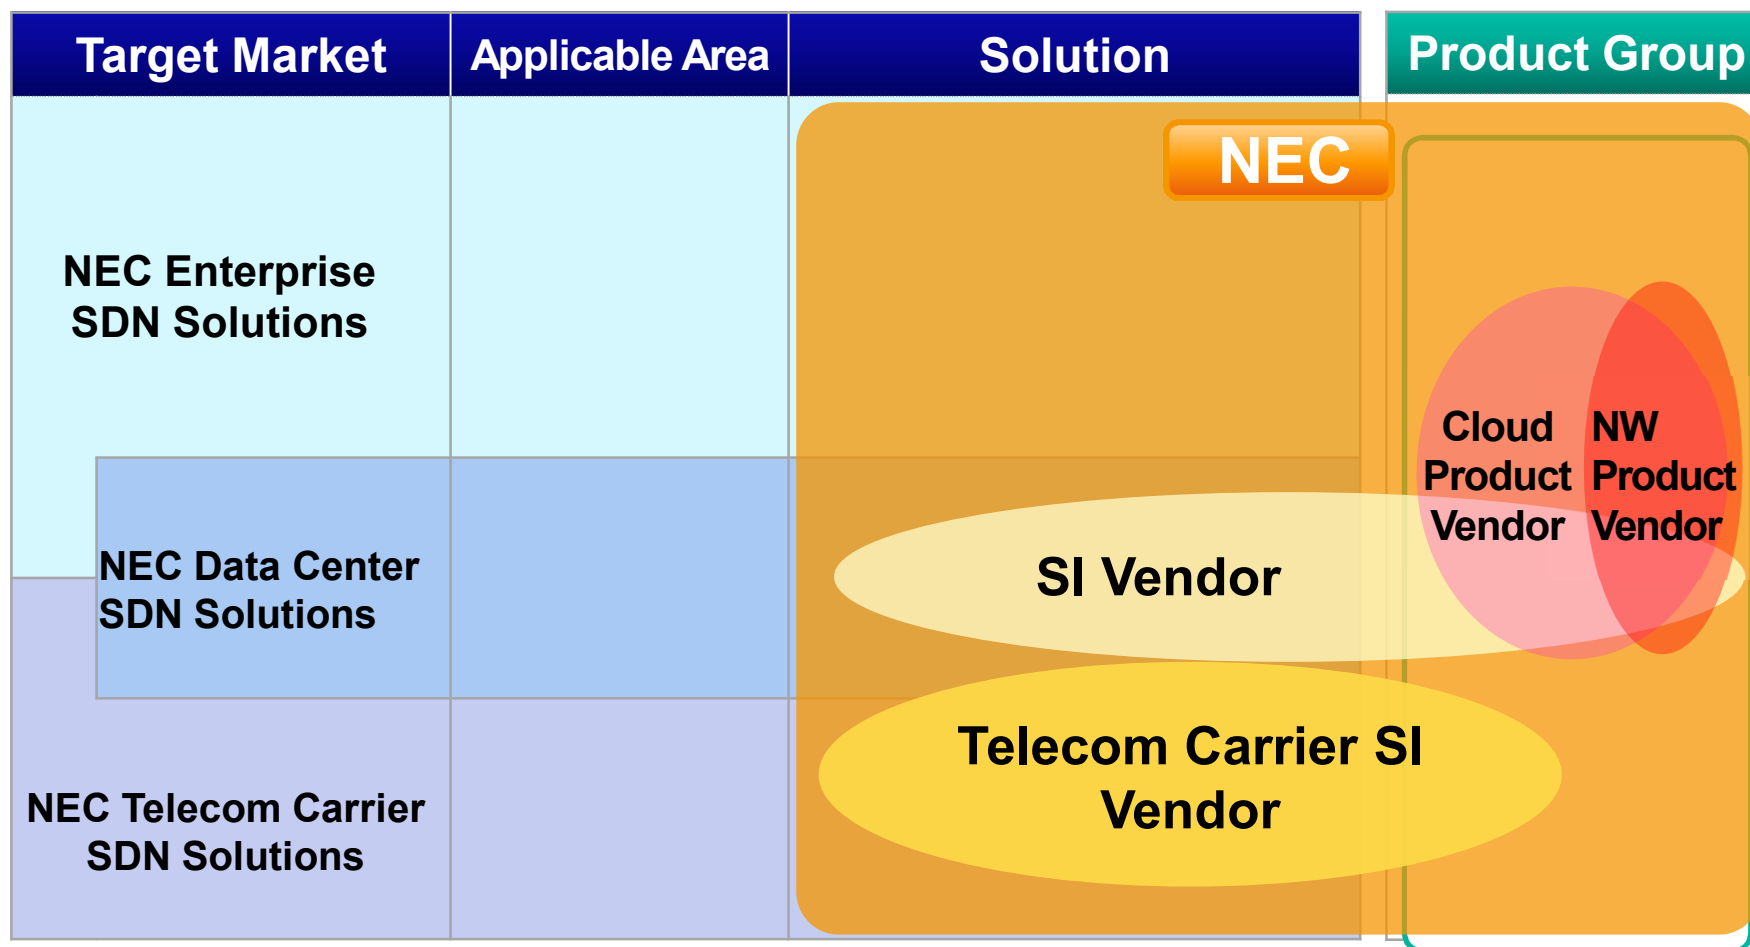 Target Market
Applicable Area
Solution
Product Group
NEC
NEC Enterprise
SDN Solutions
Cloud
Product
Vendor
NW
Product
Vendor
NEC Data Center
SDN Solutions
SI Vendor
Telecom Carrier SI
Vendor
NEC Telecom Carrier
SDN Solutions